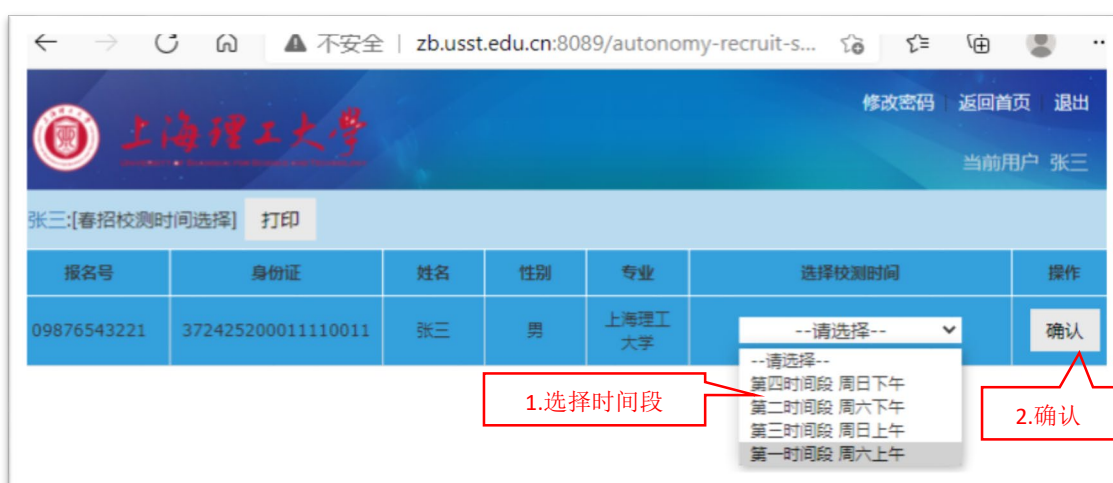 不安全 | zb.usst.edu.cn:8089/autonomy-recruit-s...
修改密码 返回首页 退出
上海理工大學
当前用户 张三
张三:[春招校测时间选择] 打印
报名号 身份证 姓名 性别 专业 选择校测时间 操作
09876543221 372425200011110011 张三 男 上海理工 --请选择-- 确认
大学
--请选择--
第四时间段 周日下午
第二时间段 周六下午
第三时间段 周日上午
第一时间段 周六上午
1.选择时间段
2.确认